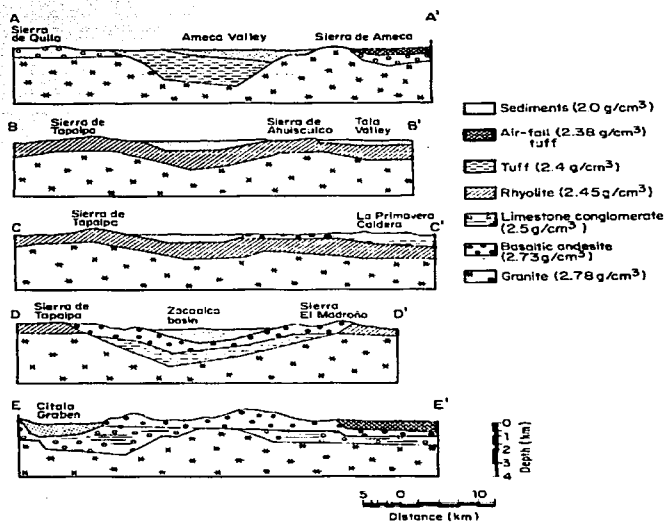 A
Sierra
de Quila
Ameca Valley
Sierra de Ameca
A'
B
Sierra de
Tapalpa
Sierra de
Ahuisculco
Tala
Valley
B'
C
Sierra de
Tapalpa
La Primavera
Caldera
C'
D
Sierra de
Tapalpa
Zacoalco
basin
Sierra
El Madroño
D'
E
Citala
Graben
E'
Sediments (2.0 g/cm³)
Air-fall (2.38 g/cm³)
tuff
Tuff (2.4 g/cm³)
Rhyolite (2.45 g/cm³)
Limestone conglomerate
(2.5 g/cm³)
Basaltic andesite
(2.73 g/cm³)
Granite (2.78 g/cm³)
0
1
2
3
4
Depth (km)
5 0 10
Distance (km)